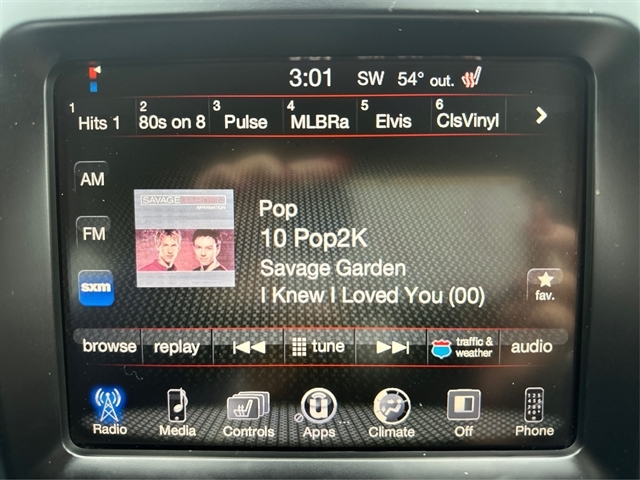 3:01 SW 54° out.
1 Hits 1 2 80s on 8 3 Pulse 4 MLBRa 5 Elvis 6 ClsVinyl
AM
SAVAGE GARDEN
Pop
FM
10 Pop2K
Savage Garden
sxm
I Knew I Loved You (00)
fav.
browse replay tune traffic & weather audio
Radio Media Controls Apps Climate Off Phone